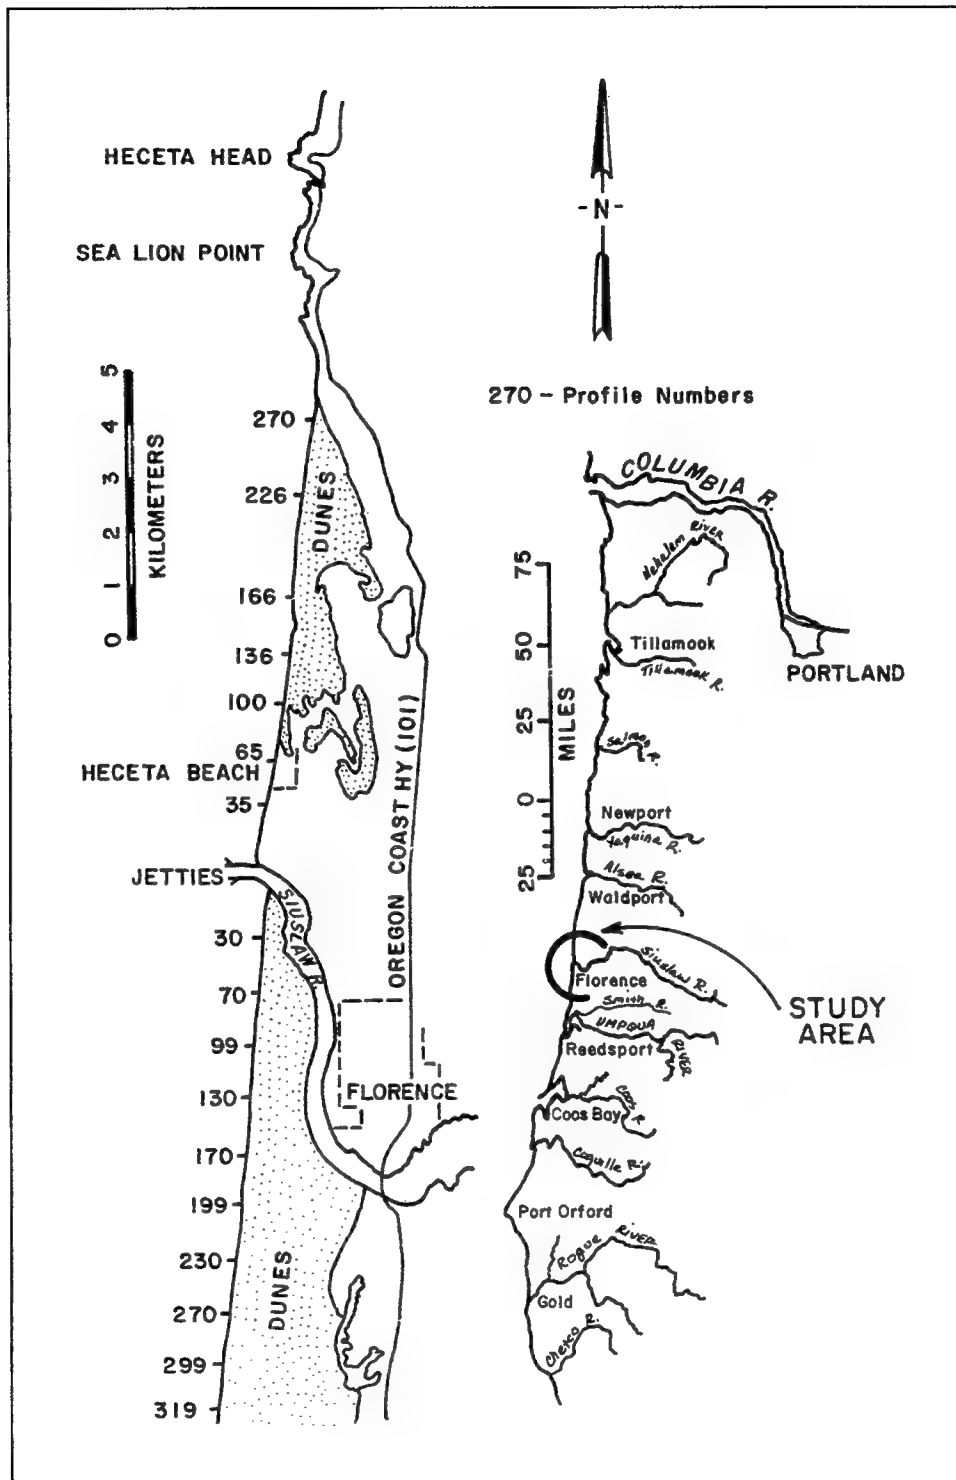 HECETA HEAD
SEA LION POINT
5
4
3
2
1
0
KILOMETERS
270
226
166
136
100
65
HECETA BEACH
35
DUNES
JETTIES
SIUSLAW R.
OREGON COAST HY (101)
30
70
99
130
170
199
230
270
299
319
FLORENCE
DUNES
-N-
270 - Profile Numbers
COLUMBIA R.
Nehalem RIVER
75
50
25
0
25
MILES
Tillamook
Tillamook R.
PORTLAND
Salmon R.
Newport
Yaquina R.
Alsea R.
Waldport
Siuslaw R.
Florence
STUDY
AREA
Smith R.
UMPQUA
RIVER
Reedsport
Coos R
Coos Bay
Coquille R
Port Orford
Rogue RIVER
Gold
Chetco R.